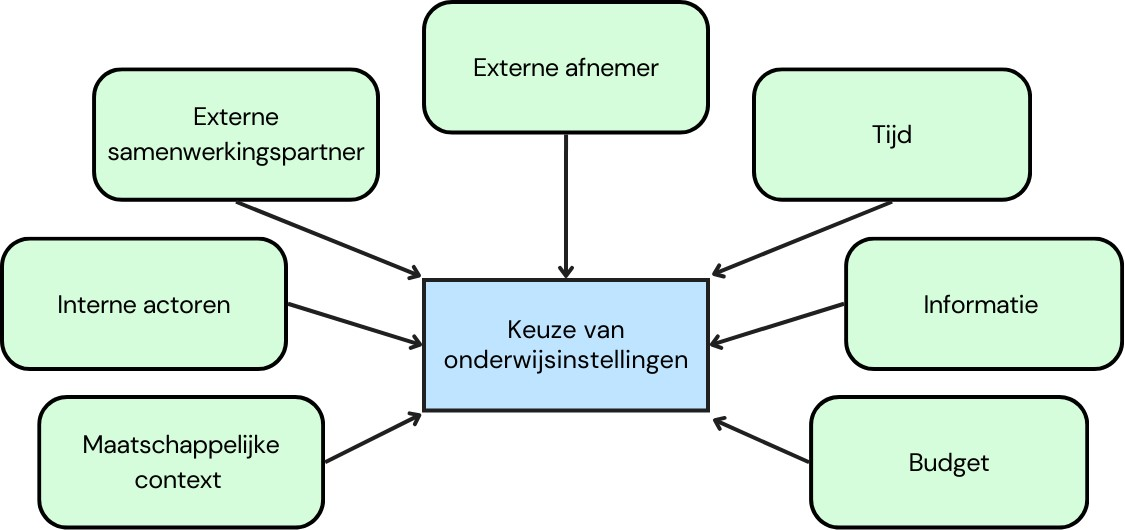 Externe afnemer
Externe
samenwerkingspartner
Tijd
Interne actoren
Informatie
Keuze van
onderwijsinstellingen
Maatschappelijke
context
Budget